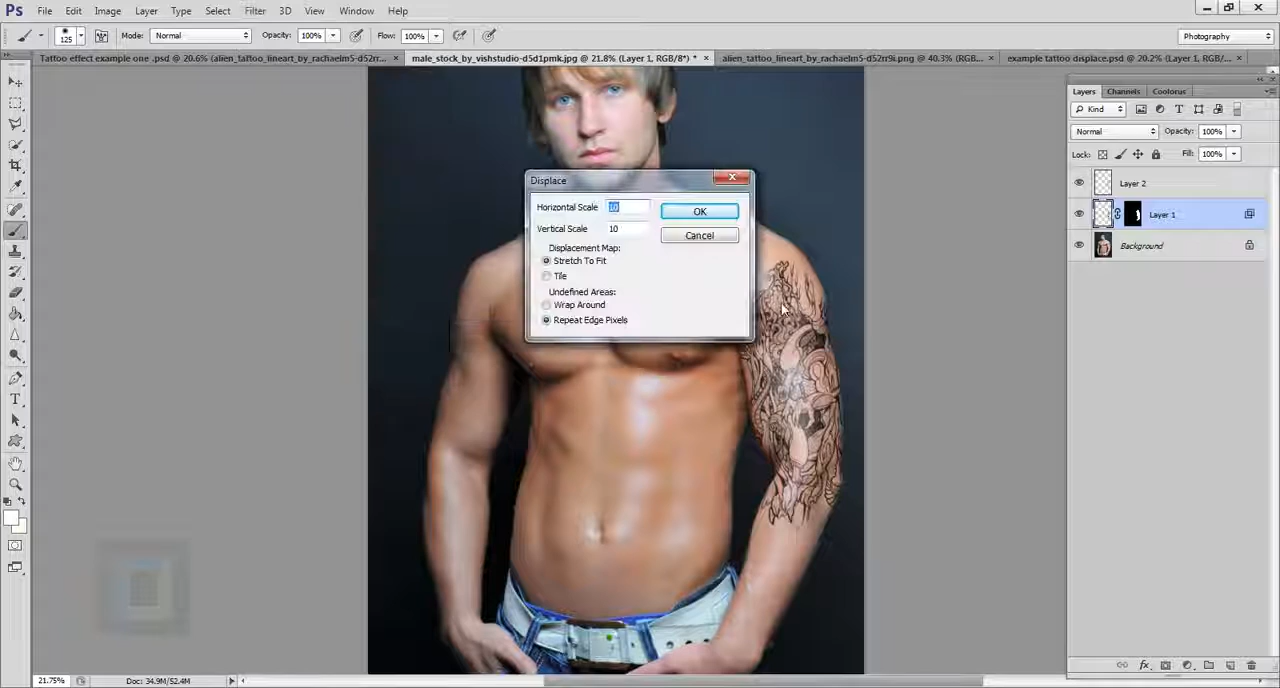 Ps File Edit Image Layer Type Select Filter 3D View Window Help
125 Mode: Normal Opacity: 100% Flow: 100% Photography
Tattoo effect example one .psd @ 20.6% (alien_tattoo_lineart_by_rachaelm5-d52rr... × male_stock_by_vishstudio-d5d1pmk.jpg @ 21.8% (Layer 1, RGB/8*) * × alien_tattoo_lineart_by_rachaelm5-d52rr9i.png @ 40.3% (RGB... × example tattoo displace.psd @ 20.2% (Layer 1, RGB/... ×
Layers Channels Coolorus
Kind
Normal Opacity: 100%
Lock: Fill: 100%
Layer 2
Layer 1
Background
Displace
Horizontal Scale 10 OK
Vertical Scale 10 Cancel
Displacement Map:
Stretch To Fit
Tile
Undefined Areas:
Wrap Around
Repeat Edge Pixels
21.75% Doc: 34.9M/52.4M